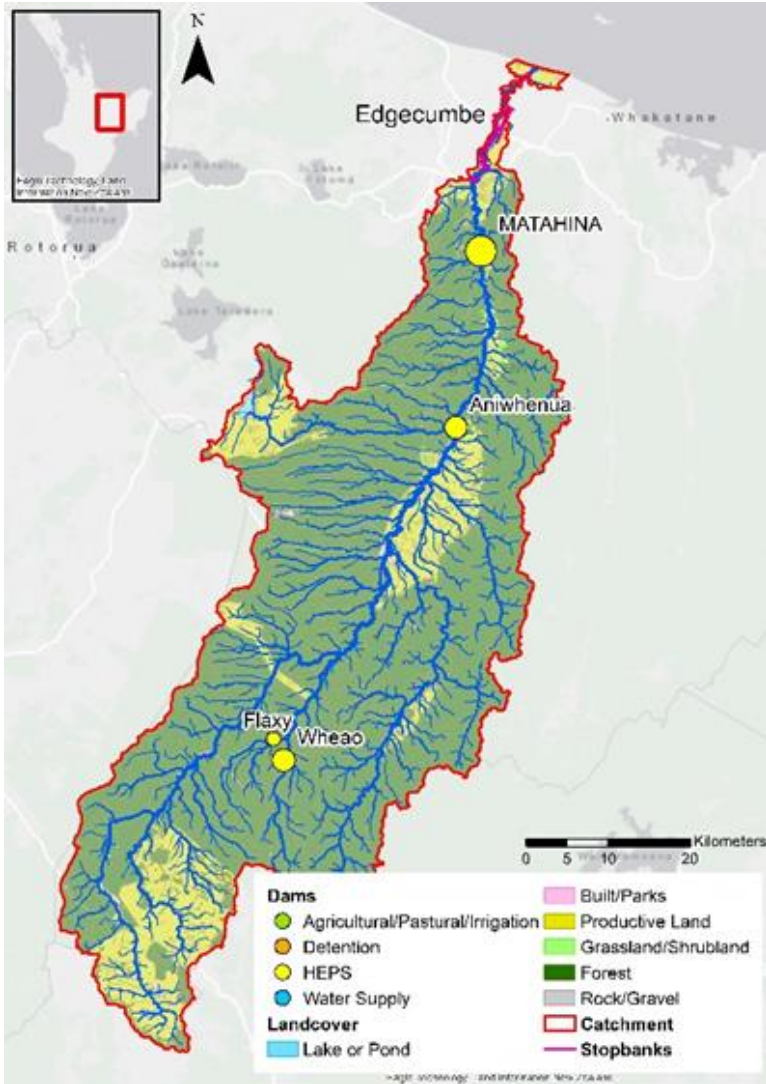 N
Edgecumbe
Whakatane
Rotorua
MATAHINA
Aniwhenua
Flaxy
Wheao
Kilometers
0 5 10 20
Dams
Agricultural/Pastural/Irrigation
Detention
HEPS
Water Supply
Landcover
Lake or Pond
Built/Parks
Productive Land
Grassland/Shrubland
Forest
Rock/Gravel
Catchment
Stopbanks